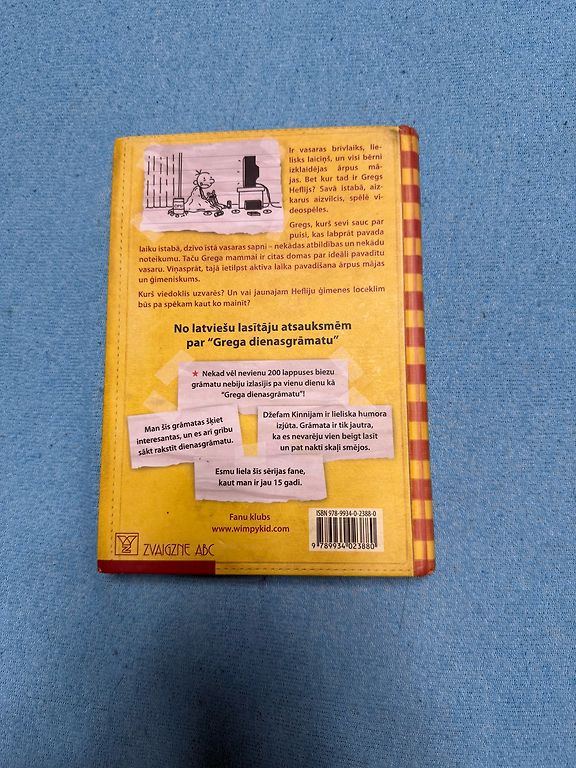 Ir vasaras brīvlaiks, lie-
lisks laiciņš, un visi bērni
izklaidējas ārpus mā-
jas. Bet kur tad ir Gregs
Heflijs? Savā istabā, aiz-
karus aizvilcis, spēlē vi-
deospēles.
Gregs, kurš sevi sauc par
puisi, kas labprāt pavada
laiku istabā, dzīvo īstā vasaras sapnī – nekādas atbildības un nekādu
noteikumu. Taču Grega mammai ir citas domas par ideāli pavadītu
vasaru. Viņasprāt, tajā ietilpst aktīva laika pavadīšana ārpus mājas
un ģimeniskums.
Kurš viedoklis uzvarēs? Un vai jaunajam Hefliju ģimenes loceklim
būs pa spēkam kaut ko mainīt?
No latviešu lasītāju atsauksmēm
par “Grega dienasgrāmatu”
★ Nekad vēl nevienu 200 lappuses biezu
grāmatu nebiju izlasījis pa vienu dienu kā
“Grega dienasgrāmatu”!
Man šīs grāmatas šķiet
interesantas, un es arī gribu
sākt rakstīt dienasgrāmatu.
Džefam Kinnijam ir lieliska humora
izjūta. Grāmata ir tik jautra,
ka es nevarēju vien beigt lasīt
un pat naktī skaļi smējos.
Esmu liela šīs sērijas fane,
kaut man ir jau 15 gadi.
Fanu klubs
www.wimpykid.com
ISBN 978-9934-0-2388-0
9 789934 023880
ZVAIGZNE ABC